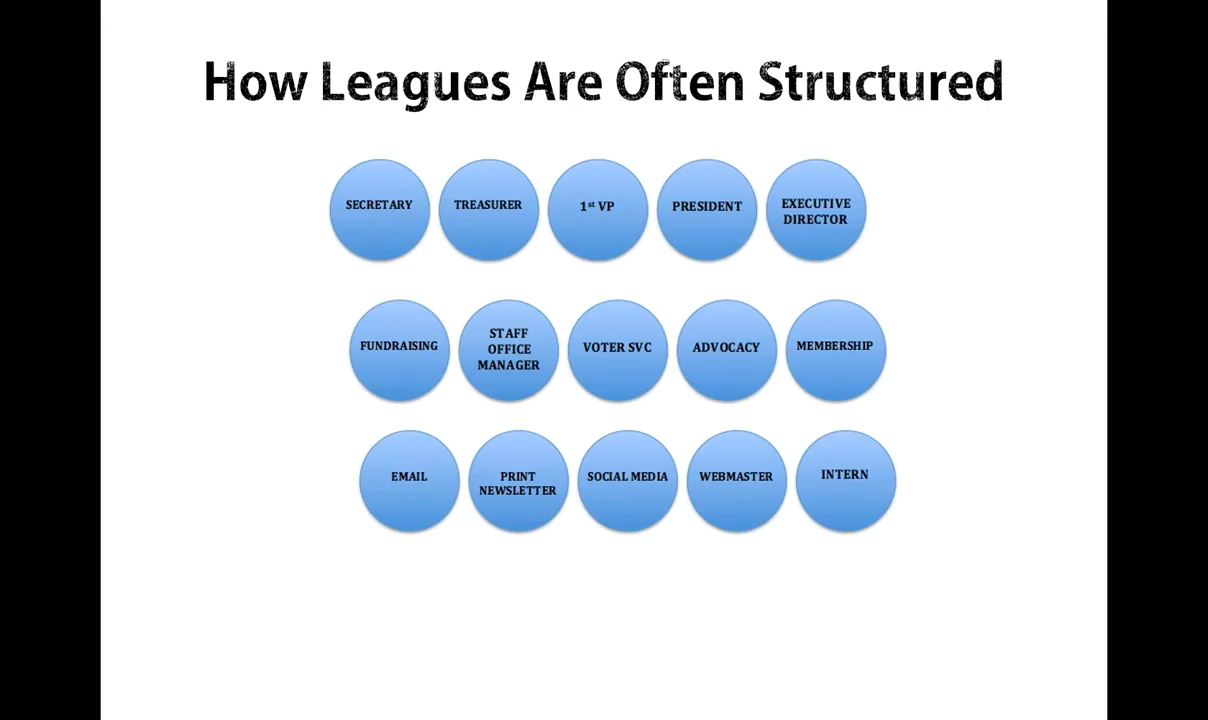 How Leagues Are Often Structured
SECRETARY
TREASURER
1st VP
PRESIDENT
EXECUTIVE
DIRECTOR
FUNDRAISING
STAFF
OFFICE
MANAGER
VOTER SVC
ADVOCACY
MEMBERSHIP
EMAIL
PRINT
NEWSLETTER
SOCIAL MEDIA
WEBMASTER
INTERN